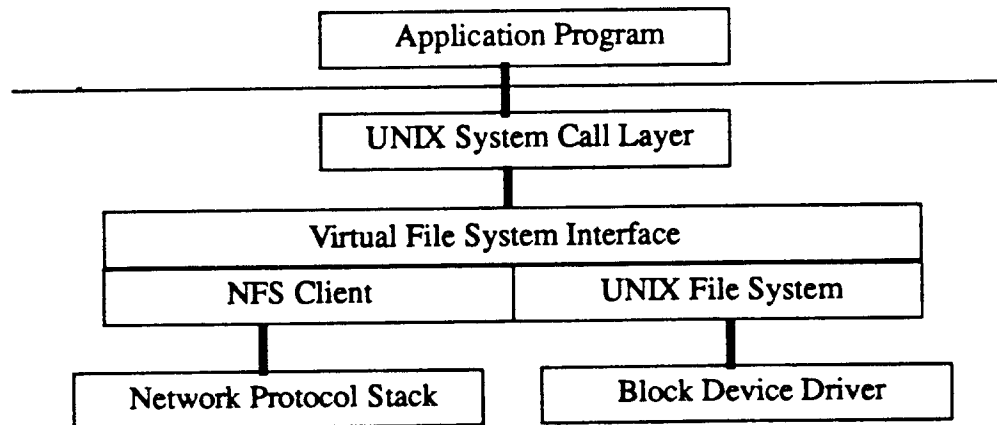 Application Program
UNIX System Call Layer
Virtual File System Interface
NFS Client
UNIX File System
Network Protocol Stack
Block Device Driver